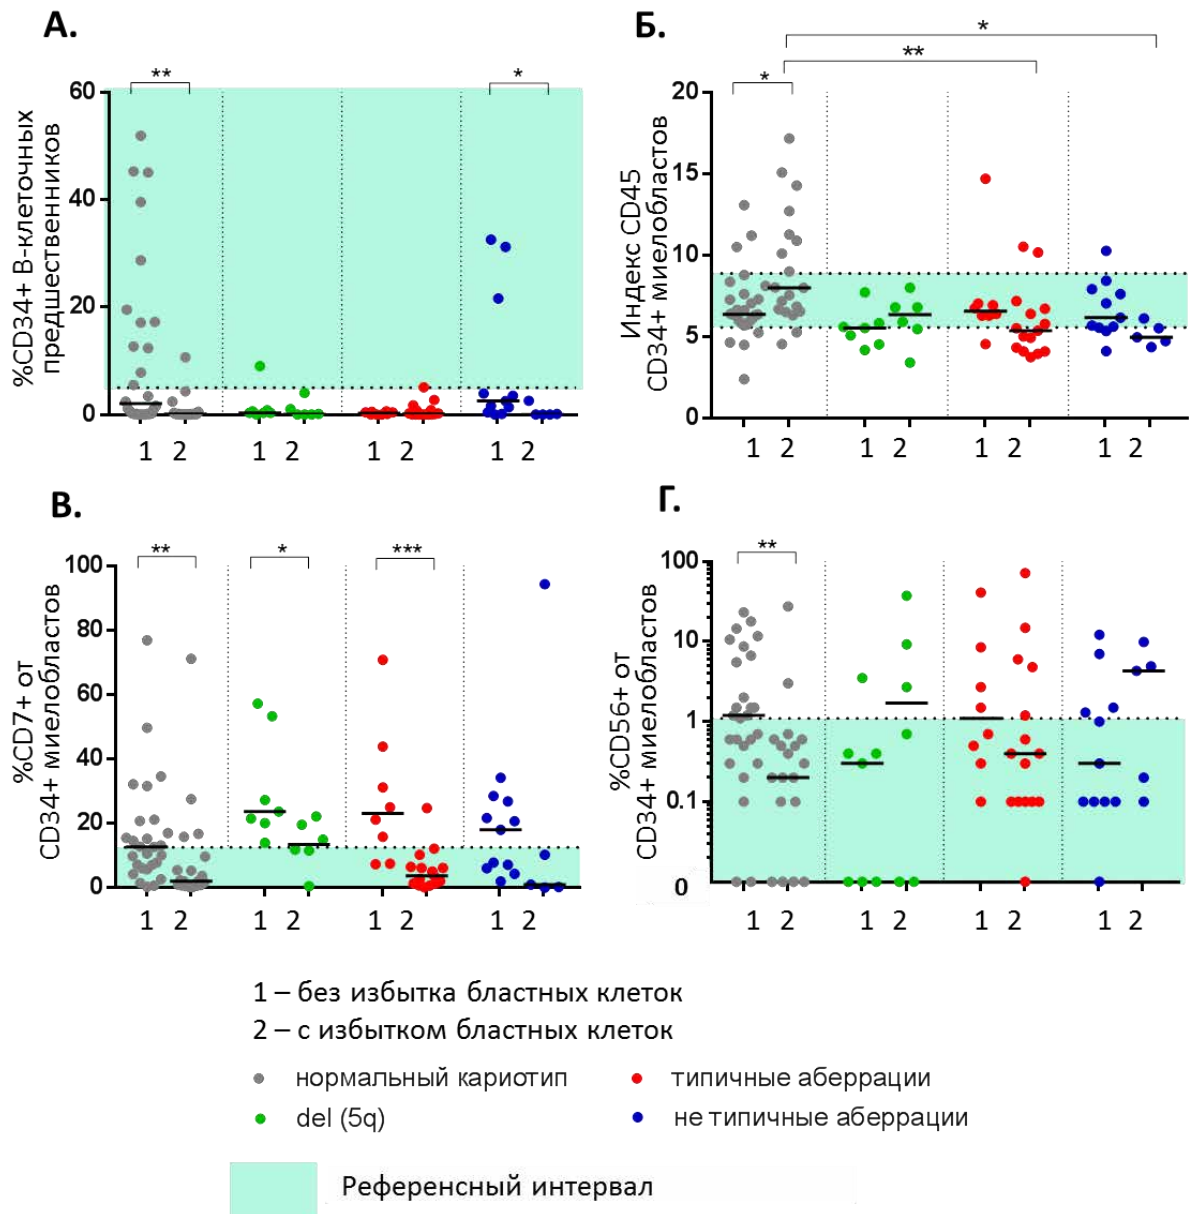 А.
**
*
60
40
20
0
%CD34+ В-клеточных
предшественников
1 2
1 2
1 2
1 2
Б.
*
**
*
20
15
10
5
0
Индекс CD45
CD34+ миелобластов
1 2
1 2
1 2
1 2
В.
**
*
***
100
80
60
40
20
0
%CD7+ от
CD34+ миелобластов
1 2
1 2
1 2
1 2
Г.
**
100
10
1
0.1
0
%CD56+ от
CD34+ миелобластов
1 2
1 2
1 2
1 2
1 – без избытка бластных клеток
2 – с избытком бластных клеток
нормальный кариотип
типичные аберрации
del (5q)
не типичные аберрации
Референсный интервал